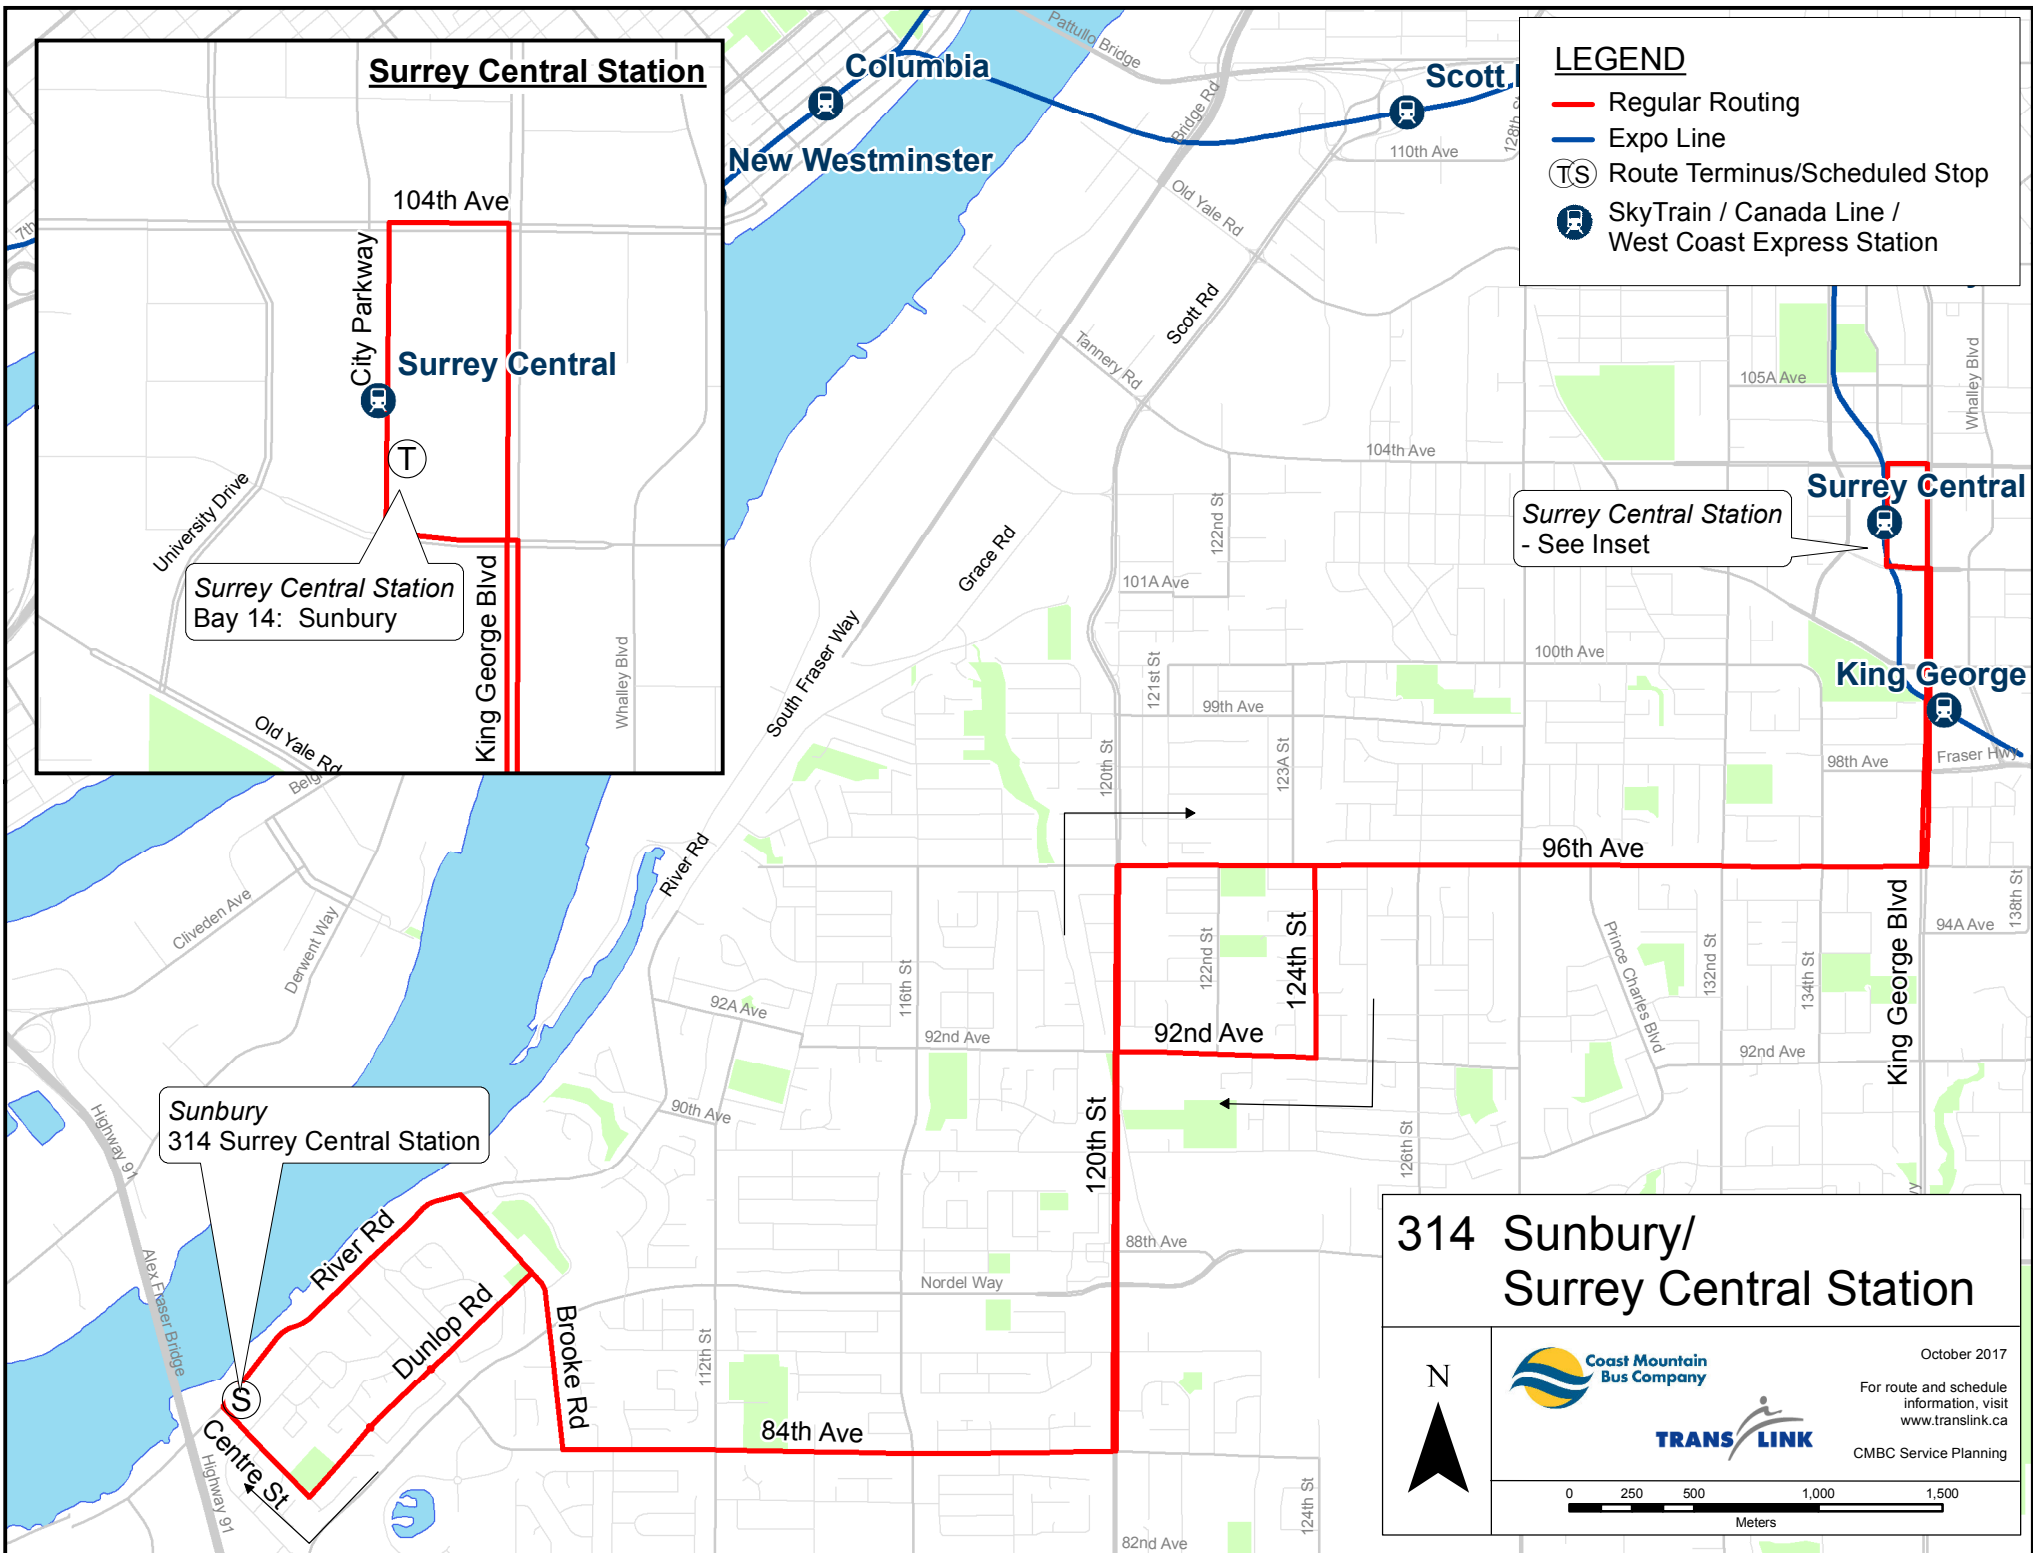 Surrey Central Station
104th Ave
City Parkway
Surrey Central
T
University Drive
Surrey Central Station
Bay 14:  Sunbury
King George Blvd
Whalley Blvd
Old Yale Rd
7th
Columbia
New Westminster
Pattullo Bridge
Bridge Rd
Scott
110th Ave
128th
Old Yale Rd
Scott Rd
Tannery Rd
LEGEND
Regular Routing
Expo Line
TS Route Terminus/Scheduled Stop
SkyTrain / Canada Line /
West Coast Express Station
105A Ave
Whalley Blvd
104th Ave
Surrey Central
Surrey Central Station
- See Inset
122nd St
Grace Rd
101A Ave
South Fraser Way
100th Ave
121st St
King George
99th Ave
120th St
123A St
98th Ave
Fraser Hwy
River Rd
96th Ave
Cliveden Ave
Derwent Way
116th St
122nd St
124th St
Prince Charles Blvd
132nd St
134th St
King George Blvd
138th St
94A Ave
92A Ave
92nd Ave
92nd Ave
92nd Ave
90th Ave
120th St
126th St
Highway 91
Sunbury
314 Surrey Central Station
Alex Fraser Bridge
River Rd
88th Ave
Nordel Way
Dunlop Rd
Brooke Rd
112th St
S
Centre St
84th Ave
Highway 91
124th St
82nd Ave
314 Sunbury/
Surrey Central Station
N
Coast Mountain
Bus Company
TRANS LINK
October 2017
For route and schedule
information, visit
www.translink.ca
CMBC Service Planning
0 250 500 1,000 1,500
Meters